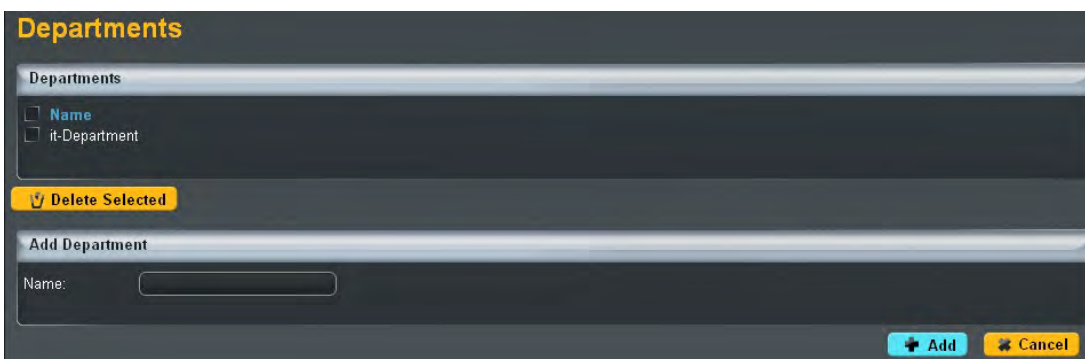 Departments
Departments
Name
it-Department
Delete Selected
Add Department
Name:
Add Cancel